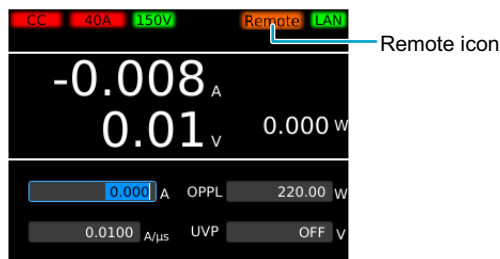 CC 40A 150V Remote LAN
Remote icon
-0.008 A
0.01 V 0.000 W
0.000 A OPPL 220.00 W
0.0100 A/μs UVP OFF V